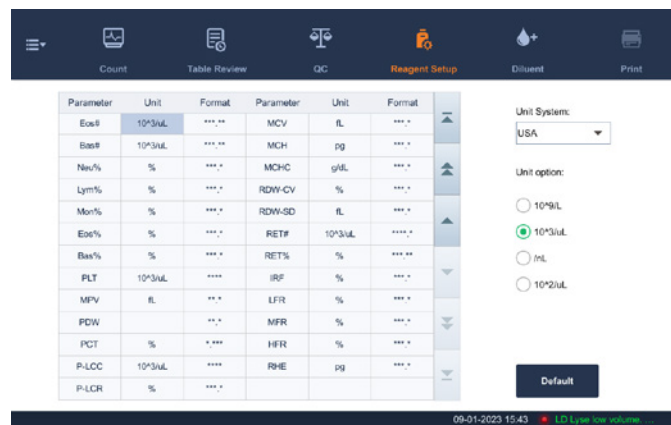 Count Table Review QC Reagent Setup Diluent Print
Parameter Unit Format Parameter Unit Format
Eos# 10^3/uL ***.** MCV fL ***.*
Bas# 10^3/uL ***.** MCH pg ***.*
Neu% % ***.* MCHC g/dL ***.*
Lym% % ***.* RDW-CV % ***.*
Mon% % ***.* RDW-SD fL ***.*
Eos% % ***.* RET# 10^3/uL ****.*
Bas% % ***.* RET% % ***.**
PLT 10^3/uL **** IRF % ***.*
MPV fL **.* LFR % ***.*
PDW **.* MFR % ***.*
PCT % *.*** HFR % ***.*
P-LCC 10^3/uL **** RHE pg ***.*
P-LCR % ***.*
Unit System:
USA
Unit option:
10^9/L
10^3/uL
/nL
10^2/uL
Default
09-01-2023 15:43 LD Lyse low volume. ...